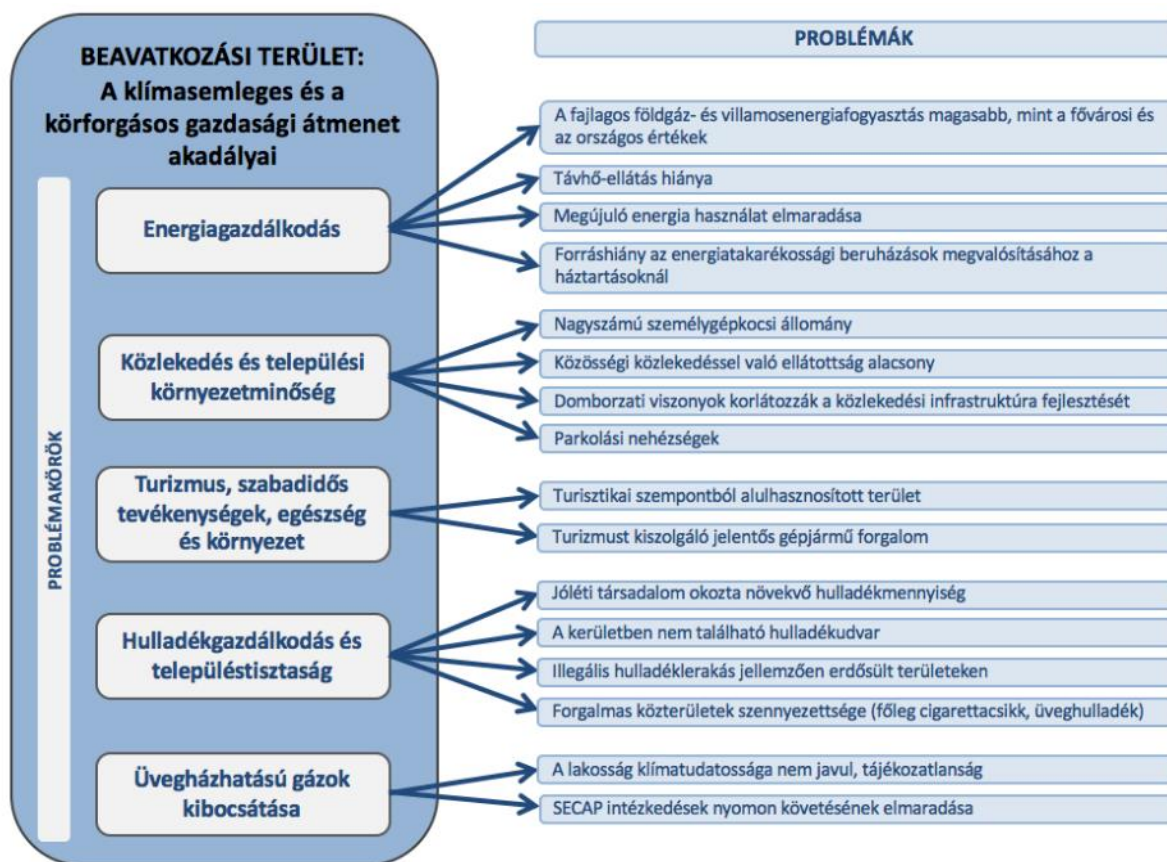 BEAVATKOZÁSI TERÜLET:
A klímasemleges és a
körforgásos gazdasági átmenet
akadályai
PROBLÉMÁK
PROBLÉMAKÖRÖK
Energiagazdálkodás
A fajlagos földgáz- és villamosenergiafogyasztás magasabb, mint a fővárosi és
az országos értékek
Távhő-ellátás hiánya
Megújuló energia használat elmaradása
Forráshiány az energiatakarékossági beruházások megvalósításához a
háztartásoknál
Közlekedés és települési
környezetminőség
Nagyszámú személygépkocsi állomány
Közösségi közlekedéssel való ellátottság alacsony
Domborzati viszonyok korlátozzák a közlekedési infrastruktúra fejlesztését
Parkolási nehézségek
Turizmus, szabadidős
tevékenységek, egészség
és környezet
Turisztikai szempontból alulhasznosított terület
Turizmust kiszolgáló jelentős gépjármű forgalom
Hulladékgazdálkodás és
településtisztaság
Jóléti társadalom okozta növekvő hulladékmennyiség
A kerületben nem található hulladékudvar
Illegális hulladéklerakás jellemzően erdősült területeken
Forgalmas közterületek szennyezettsége (főleg cigarettacsikk, üveghulladék)
Üvegházhatású gázok
kibocsátása
A lakosság klímatudatossága nem javul, tájékozatlanság
SECAP intézkedések nyomon követésének elmaradása